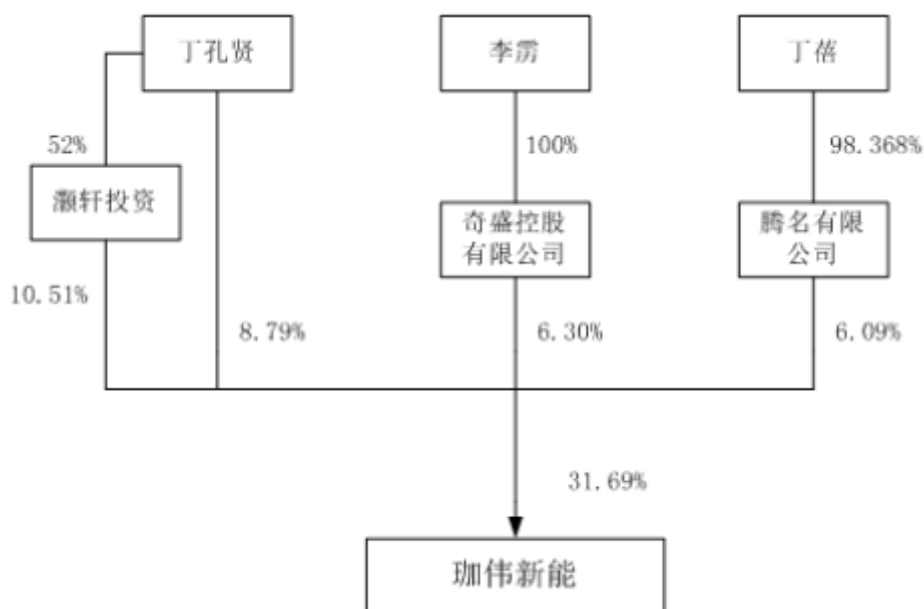 丁孔贤
李雳
丁蓓
52%
100%
98.368%
灏轩投资
奇盛控股
有限公司
腾名有限
公司
10.51%
8.79%
6.30%
6.09%
31.69%
珈伟新能